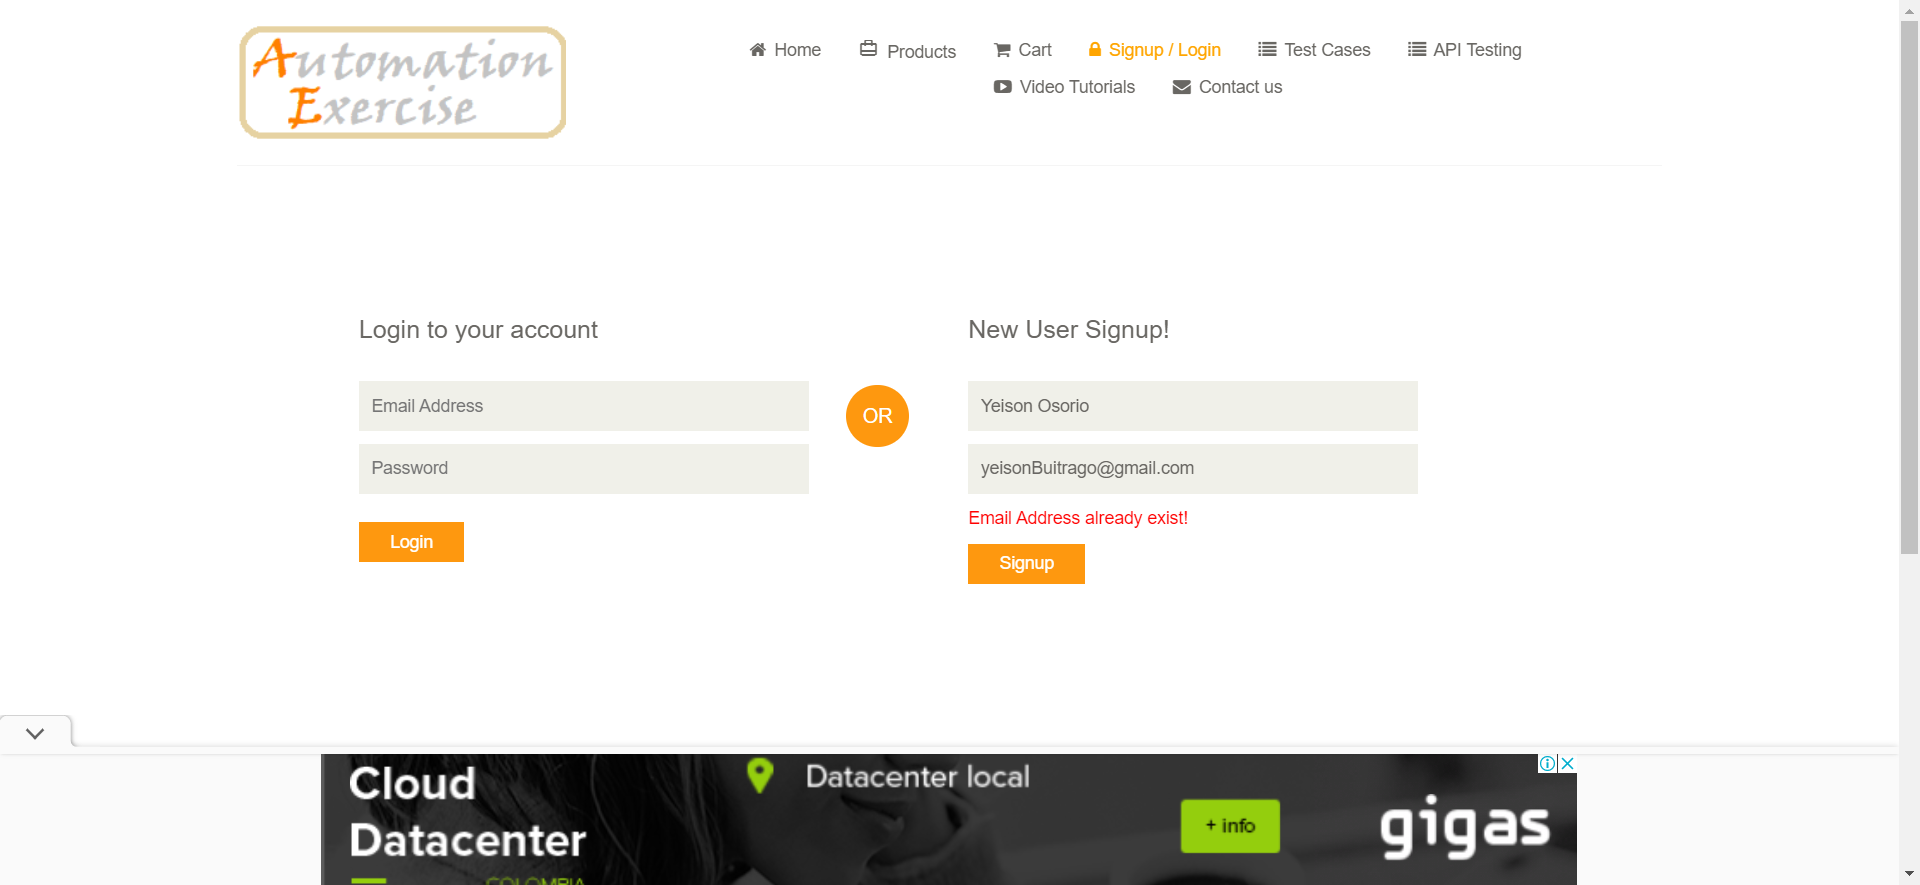 Automation
Exercise
Home
Products
Cart
Signup / Login
Test Cases
API Testing
Video Tutorials
Contact us
Login to your account
Email Address
Password
Login
OR
New User Signup!
Yeison Osorio
yeisonBuitrago@gmail.com
Email Address already exist!
Signup
Cloud
Datacenter
COLOMBIA
Datacenter local
+ info
gigas